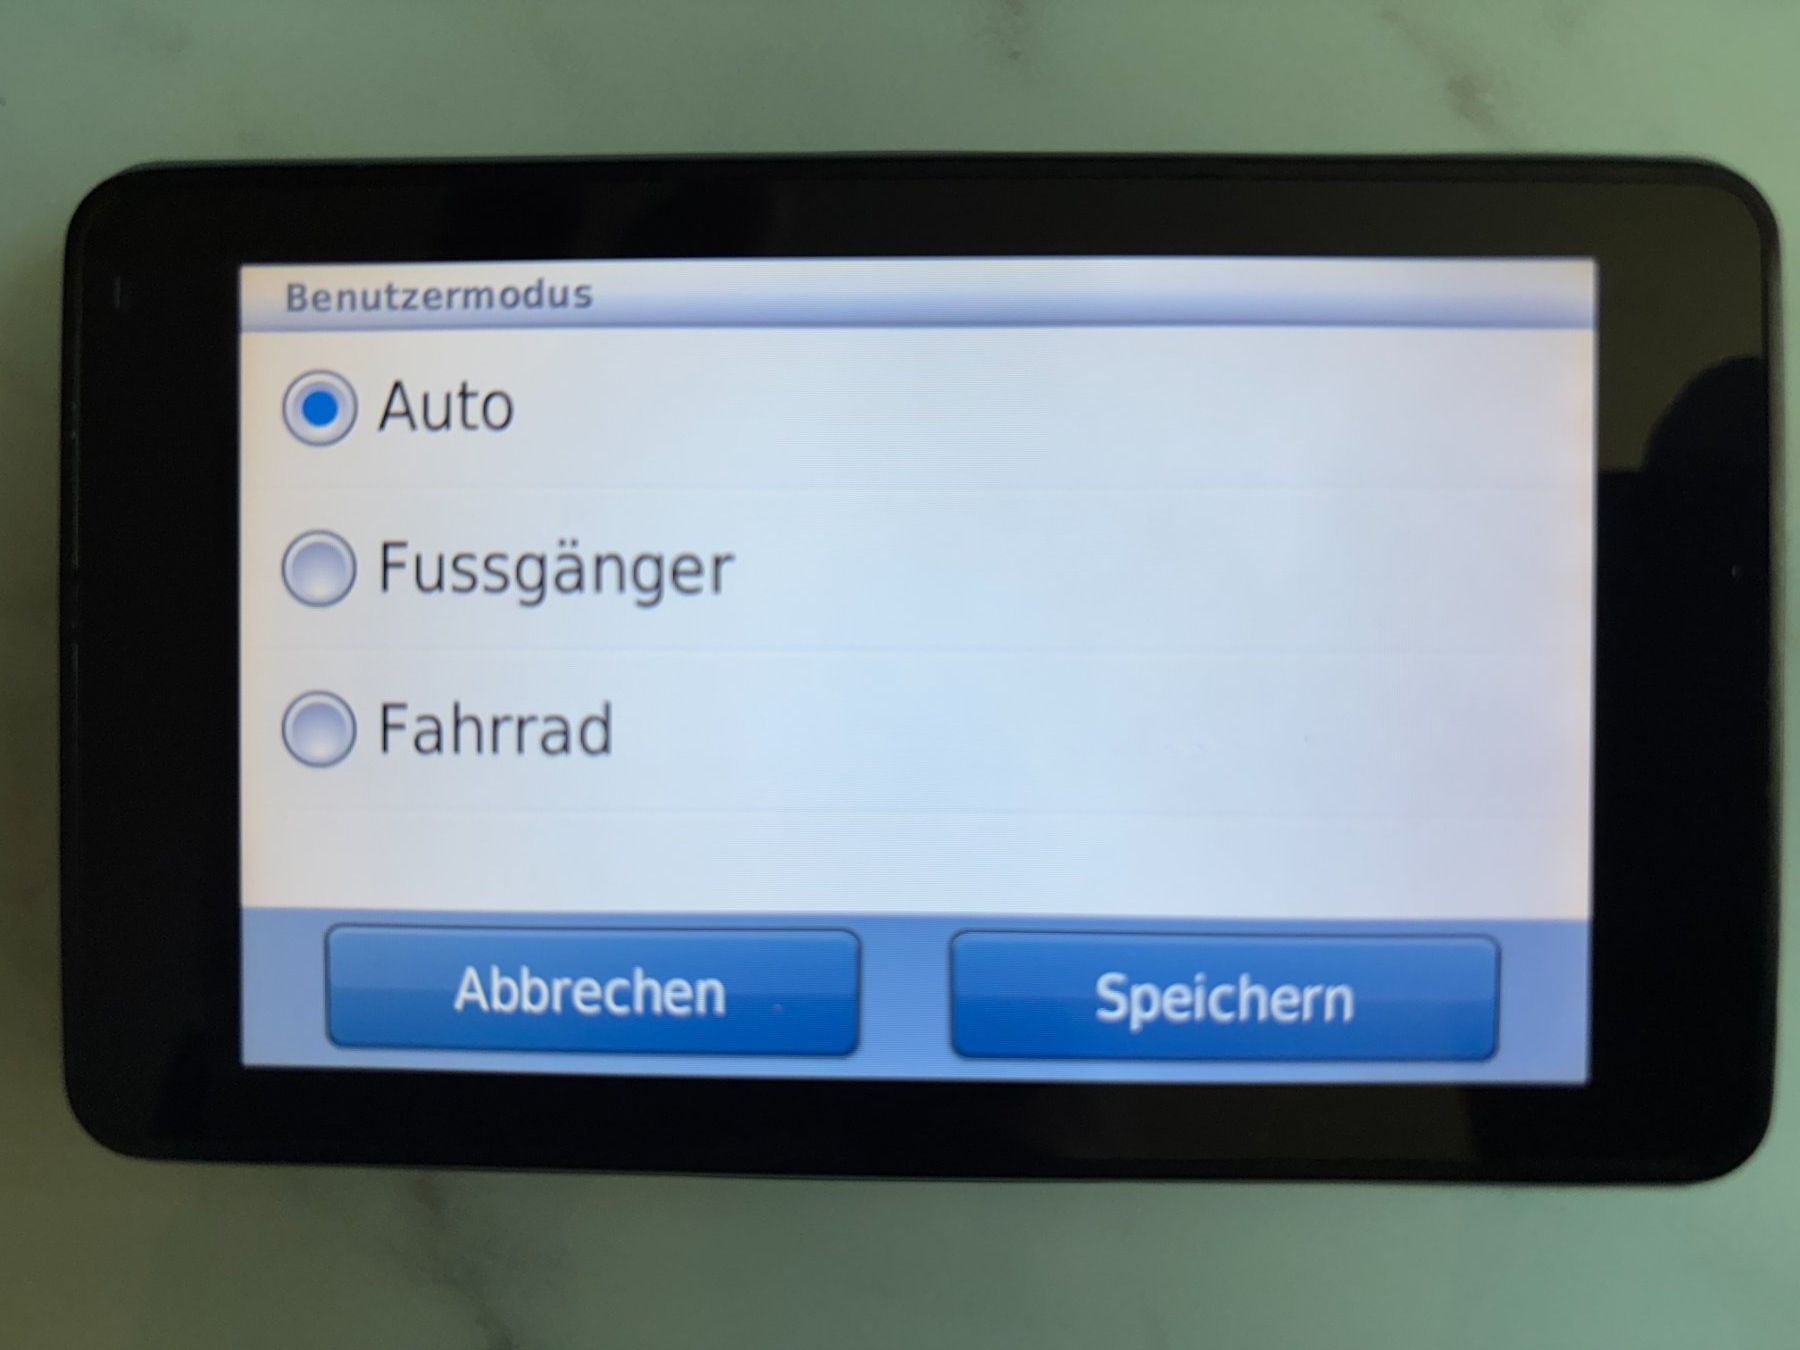 Benutzermodus
Auto
Fussgänger
Fahrrad
Abbrechen
Speichern